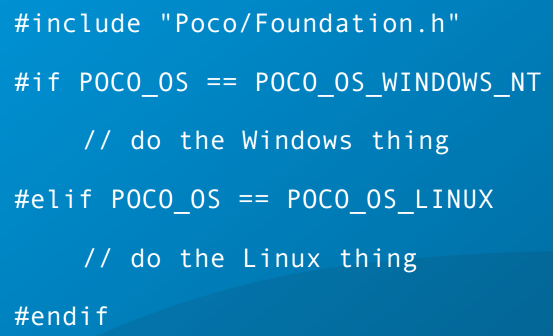 #include "Poco/Foundation.h"
#if POCO_OS == POCO_OS_WINDOWS_NT
// do the Windows thing
#elif POCO_OS == POCO_OS_LINUX
// do the Linux thing
#endif